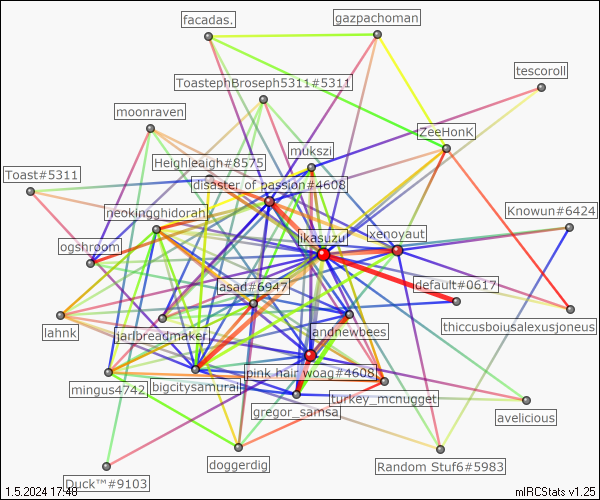 facadas.
gazpachoman
tescoroll
ToastephBroseph5311#5311
moonraven
ZeeHonK
mukszi
Heighleaigh#8575
Toast#5311
disaster of passion#4608
neokingghidorah
Knowun#6424
likasuzu
xenoyaut
ogshroom
asad#6947
default#0617
lahnk
jarlbreadmaker
andnewbees
thiccusboiusalexusjoneus
pink hair woag#4608
mingus4742
bigcitysamurai
turkey_mcnugget
gregor_samsa
avelicious
doggerdig
Random Stuf6#5983
Duck™#9103
1.5.2024 17:48
mIRCStats v1.25